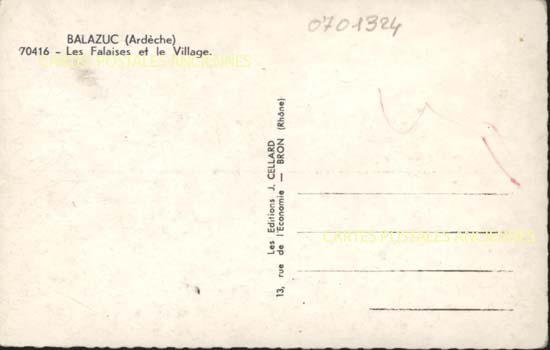 BALAZUC (Ardèche)
70416 - Les Falaises et le Village.
CARTES POSTALES ANCIENNES
0701324
Les Editions J. CELLARD
13, rue de l'Economie — BRON (Rhône)
CARTES POSTALES ANCIENNES